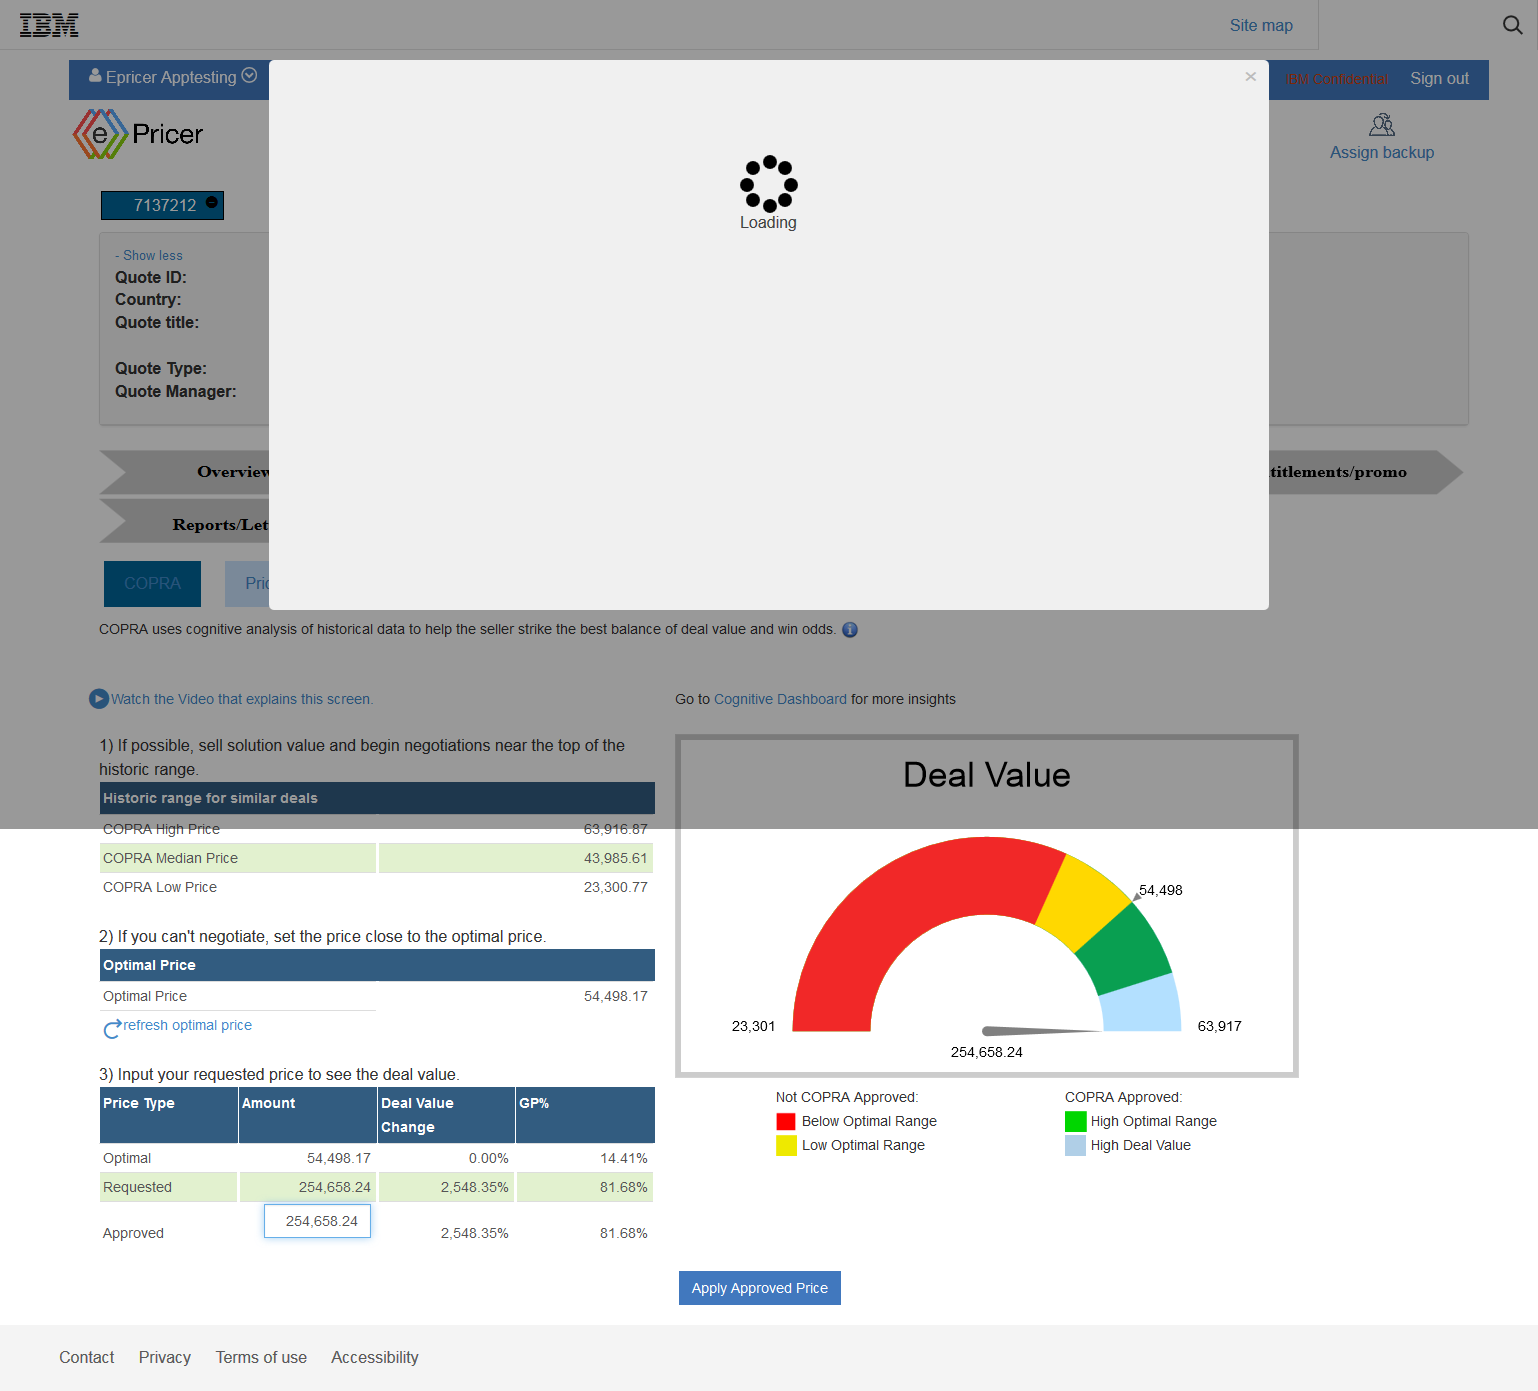 IBM
Site map
Epricer Apptesting
×
IBM Confidential
Sign out
e Pricer
Assign backup
7137212
Loading
- Show less
Quote ID:
Country:
Quote title:
Quote Type:
Quote Manager:
Overview
titlements/promo
Reports/Let
COPRA
Pric
COPRA uses cognitive analysis of historical data to help the seller strike the best balance of deal value and win odds.
Watch the Video that explains this screen.
Go to Cognitive Dashboard for more insights
1) If possible, sell solution value and begin negotiations near the top of the
historic range.
Historic range for similar deals
COPRA High Price 63,916.87
COPRA Median Price 43,985.61
COPRA Low Price 23,300.77
2) If you can't negotiate, set the price close to the optimal price.
Optimal Price
Optimal Price 54,498.17
refresh optimal price
3) Input your requested price to see the deal value.
Price Type Amount Deal Value Change GP%
Optimal 54,498.17 0.00% 14.41%
Requested 254,658.24 2,548.35% 81.68%
Approved 254,658.24 2,548.35% 81.68%
Deal Value
54,498
23,301
63,917
254,658.24
Not COPRA Approved:
Below Optimal Range
Low Optimal Range
COPRA Approved:
High Optimal Range
High Deal Value
Apply Approved Price
Contact Privacy Terms of use Accessibility